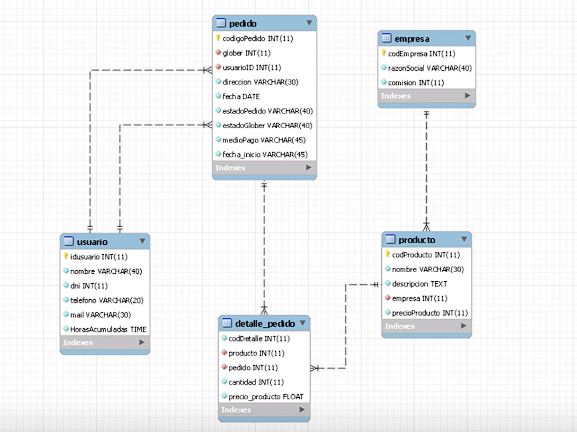 pedido
codigoPedido INT(11)
glober INT(11)
usuarioID INT(11)
direccion VARCHAR(30)
fecha DATE
estadoPedido VARCHAR(40)
estadoGlober VARCHAR(40)
medioPago VARCHAR(45)
fecha_inicio VARCHAR(45)
Indexes
empresa
codEmpresa INT(11)
razonSocial VARCHAR(40)
comision INT(11)
Indexes
usuario
idusuario INT(11)
nombre VARCHAR(40)
dni INT(11)
telefono VARCHAR(20)
mail VARCHAR(30)
HorasAcumuladas TIME
Indexes
producto
codProducto INT(11)
nombre VARCHAR(30)
descripcion TEXT
empresa INT(11)
precioProducto INT(11)
Indexes
detalle_pedido
codDetalle INT(11)
producto INT(11)
pedido INT(11)
cantidad INT(11)
precio_producto FLOAT
Indexes